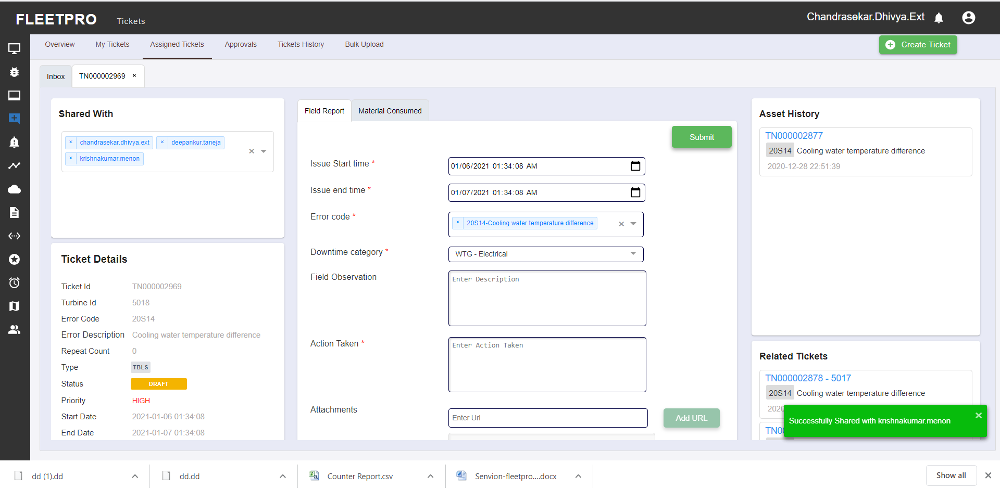 FLEETPRO
Tickets
Chandrasekar.Dhivya.Ext
Overview
My Tickets
Assigned Tickets
Approvals
Tickets History
Bulk Upload
Create Ticket
Inbox
TN000002969 ×
Shared With
× chandrasekar.dhivya.ext
× deepankur.taneja
× krishnakumar.menon
Ticket Details
Ticket Id TN000002969
Turbine Id 5018
Error Code 20S14
Error Description Cooling water temperature difference
Repeat Count 0
Type TBLS
Status DRAFT
Priority HIGH
Start Date 2021-01-06 01:34:08
End Date 2021-01-07 01:34:08
Field Report
Material Consumed
Submit
Issue Start time * 01/06/2021 01:34:08 AM
Issue end time * 01/07/2021 01:34:08 AM
Error code * × 20S14-Cooling water temperature difference
Downtime category * WTG - Electrical
Field Observation Enter Description
Action Taken * Enter Action Taken
Attachments Enter Url Add URL
Asset History
TN000002877
20S14 Cooling water temperature difference
2020-12-28 22:51:39
Related Tickets
TN000002878 - 5017
20S14 Cooling water temperature difference
2020
TN00
Successfully Shared with krishnakumar.menon
dd (1).dd
dd.dd
Counter Report.csv
Senvion-fleetpro....docx
Show all